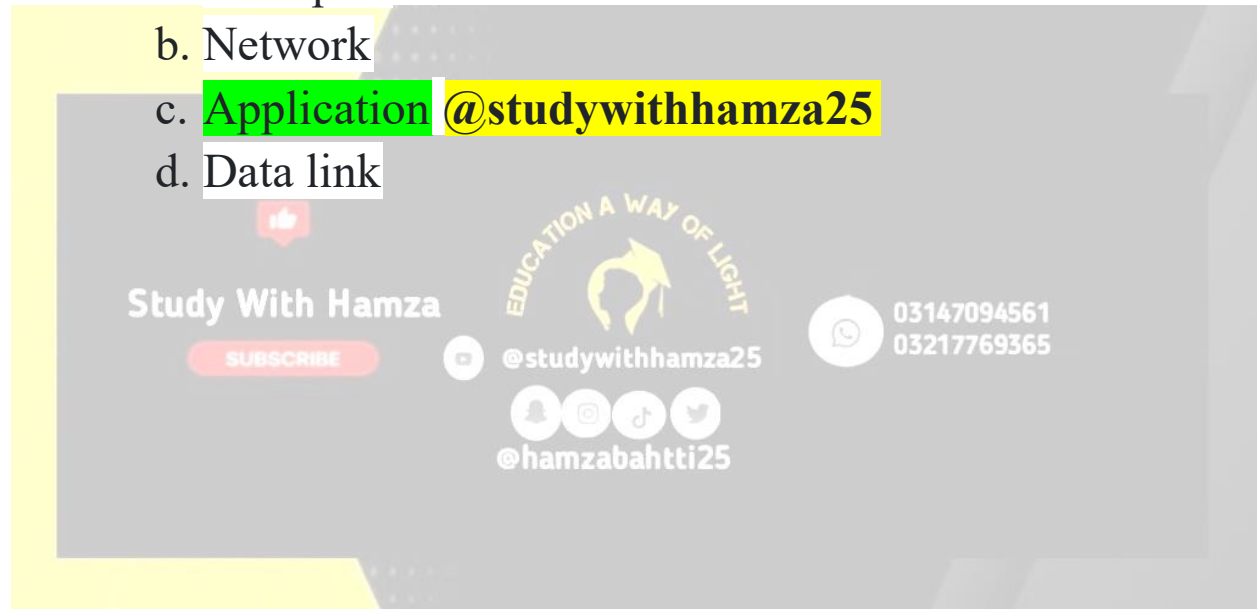 b. Network
c. Application @studywithhamza25
d. Data link
EDUCATION A WAY OF LIGHT
Study With Hamza
SUBSCRIBE
@studywithhamza25
03147094561
03217769365
@hamzabahtti25